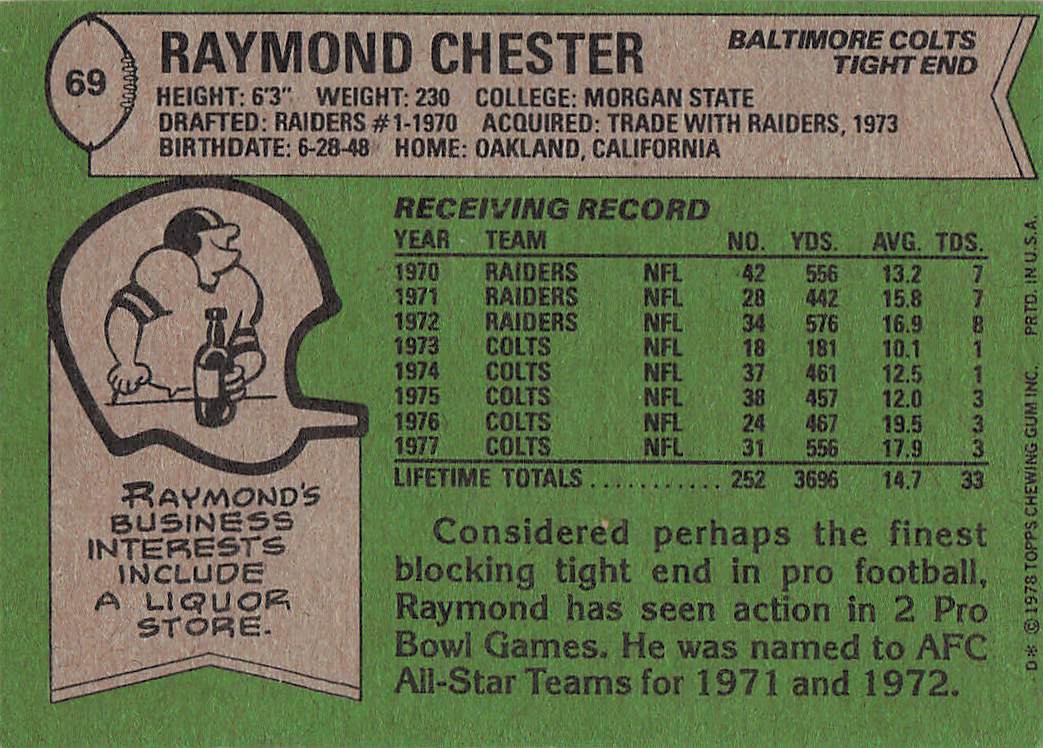 69
RAYMOND CHESTER
BALTIMORE COLTS
TIGHT END
HEIGHT: 6'3" WEIGHT: 230 COLLEGE: MORGAN STATE
DRAFTED: RAIDERS #1-1970 ACQUIRED: TRADE WITH RAIDERS, 1973
BIRTHDATE: 6-28-48 HOME: OAKLAND, CALIFORNIA
RECEIVING RECORD
YEAR TEAM NO. YDS. AVG. TDS.
1970 RAIDERS NFL 42 556 13.2 7
1971 RAIDERS NFL 28 442 15.8 7
1972 RAIDERS NFL 34 576 16.9 8
1973 COLTS NFL 18 181 10.1 1
1974 COLTS NFL 37 461 12.5 1
1975 COLTS NFL 38 457 12.0 3
1976 COLTS NFL 24 467 19.5 3
1977 COLTS NFL 31 556 17.9 3
LIFETIME TOTALS............ 252 3696 14.7 33
RAYMOND'S
BUSINESS
INTERESTS
INCLUDE
A LIQUOR
STORE.
Considered perhaps the finest
blocking tight end in pro football,
Raymond has seen action in 2 Pro
Bowl Games. He was named to AFC
All-Star Teams for 1971 and 1972.
D* © 1978 TOPPS CHEWING GUM INC. PRTD. IN U.S.A.